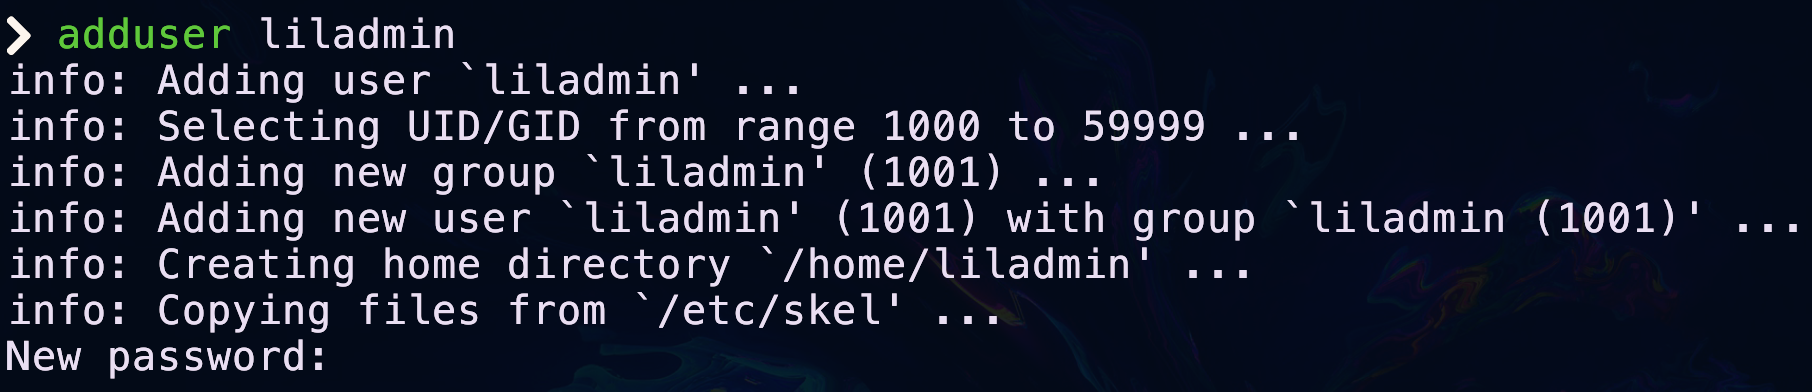 ❯ adduser liladmin
info: Adding user `liladmin' ...
info: Selecting UID/GID from range 1000 to 59999 ...
info: Adding new group `liladmin' (1001) ...
info: Adding new user `liladmin' (1001) with group `liladmin (1001)' ...
info: Creating home directory `/home/liladmin' ...
info: Copying files from `/etc/skel' ...
New password: